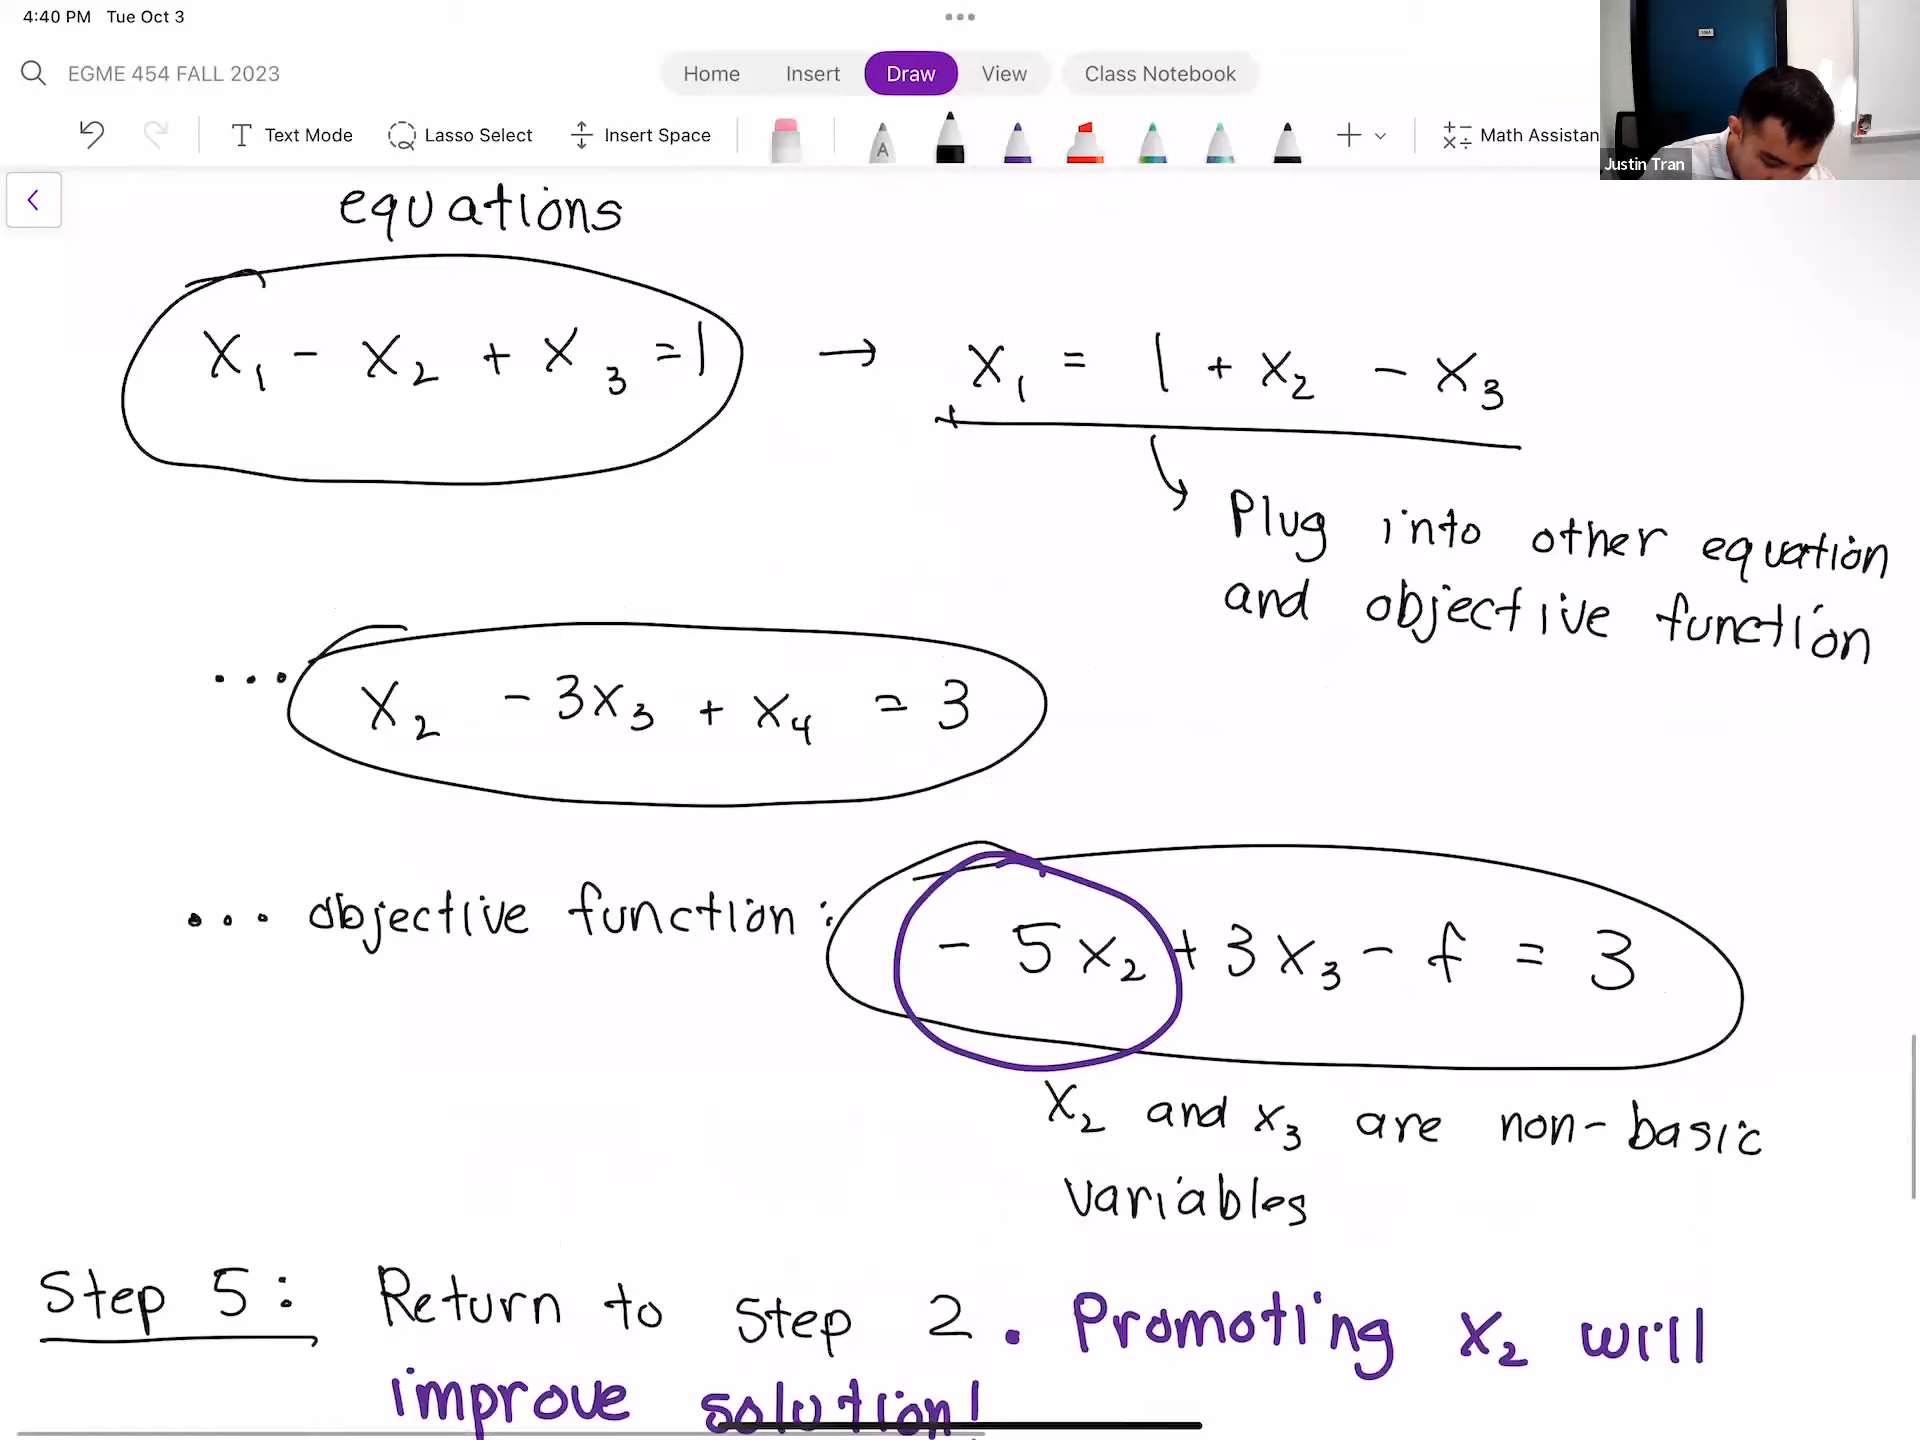 4:40 PM Tue Oct 3
EGME 454 FALL 2023
Home Insert Draw View Class Notebook
Text Mode Lasso Select Insert Space A Math Assistan
Justin Tran
equations
x₁ - x₂ + x₃ = 1 → x₁ = 1 + x₂ - x₃
Plug into other equation
and objective function
... x₂ - 3x₃ + x₄ = 3
... objective function: - 5x₂ + 3x₃ - f = 3
x₂ and x₃ are non-basic
variables
Step 5: Return to Step 2. Promoting x₂ will
improve solution!